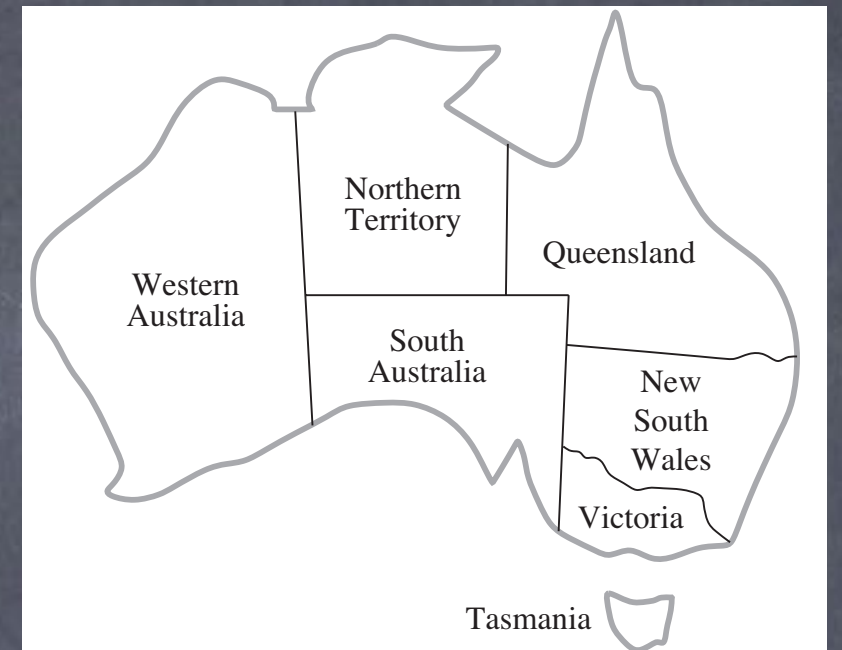 Northern
Territory
Queensland
Western
Australia
South
Australia
New
South
Wales
Victoria
Tasmania